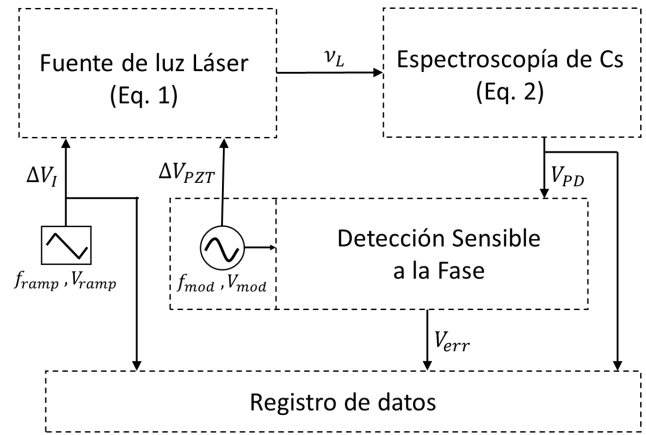 Fuente de luz Láser
(Eq. 1)
ν_L
Espectroscopía de Cs
(Eq. 2)
ΔV_I
ΔV_PZT
V_PD
f_ramp , V_ramp
f_mod , V_mod
Detección Sensible
a la Fase
V_err
Registro de datos